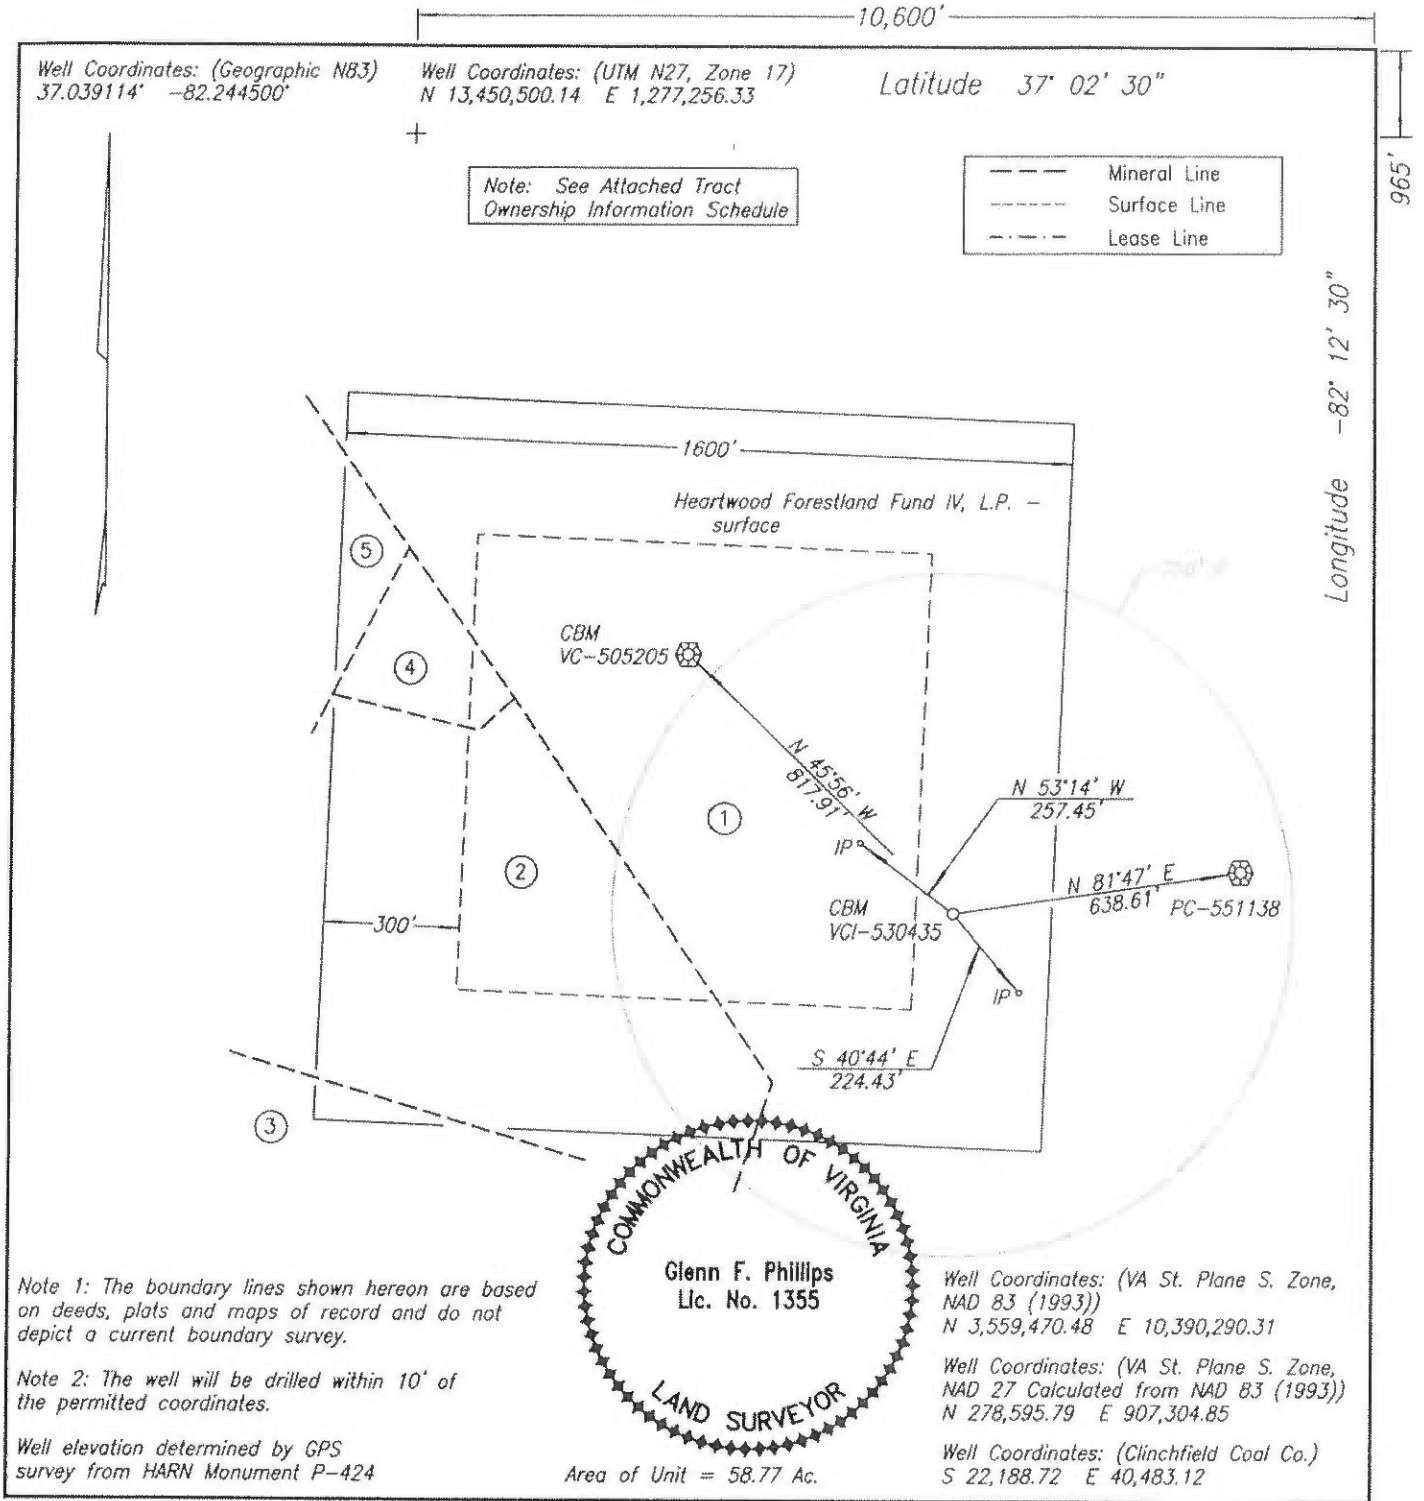 10,600'
Well Coordinates: (Geographic N83)
37.039114° -82.244500°
Well Coordinates: (UTM N27, Zone 17)
N 13,450,500.14 E 1,277,256.33
Latitude 37° 02' 30"
965'
Note: See Attached Tract
Ownership Information Schedule
Mineral Line
Surface Line
Lease Line
Longitude -82° 12' 30"
1600'
Heartwood Forestland Fund IV, L.P. -
surface
5
4
CBM
VC-505205
N 45°56' W
817.91'
1
N 53°14' W
257.45'
IP
2
N 81°47' E
638.61'
PC-551138
CBM
VCI-530435
300'
IP
S 40°44' E
224.43'
3
COMMONWEALTH OF VIRGINIA
Glenn F. Phillips
Lic. No. 1355
LAND SURVEYOR
Note 1: The boundary lines shown hereon are based
on deeds, plats and maps of record and do not
depict a current boundary survey.
Note 2: The well will be drilled within 10' of
the permitted coordinates.
Well elevation determined by GPS
survey from HARN Monument P-424
Area of Unit = 58.77 Ac.
Well Coordinates: (VA St. Plane S. Zone,
NAD 83 (1993))
N 3,559,470.48 E 10,390,290.31
Well Coordinates: (VA St. Plane S. Zone,
NAD 27 Calculated from NAD 83 (1993))
N 278,595.79 E 907,304.85
Well Coordinates: (Clinchfield Coal Co.)
S 22,188.72 E 40,483.12